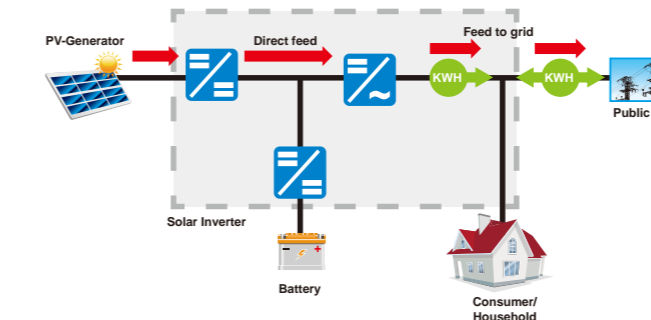 PV-Generator
Direct feed
Feed to grid
KWH
KWH
Public
Solar Inverter
Battery
Consumer/
Household